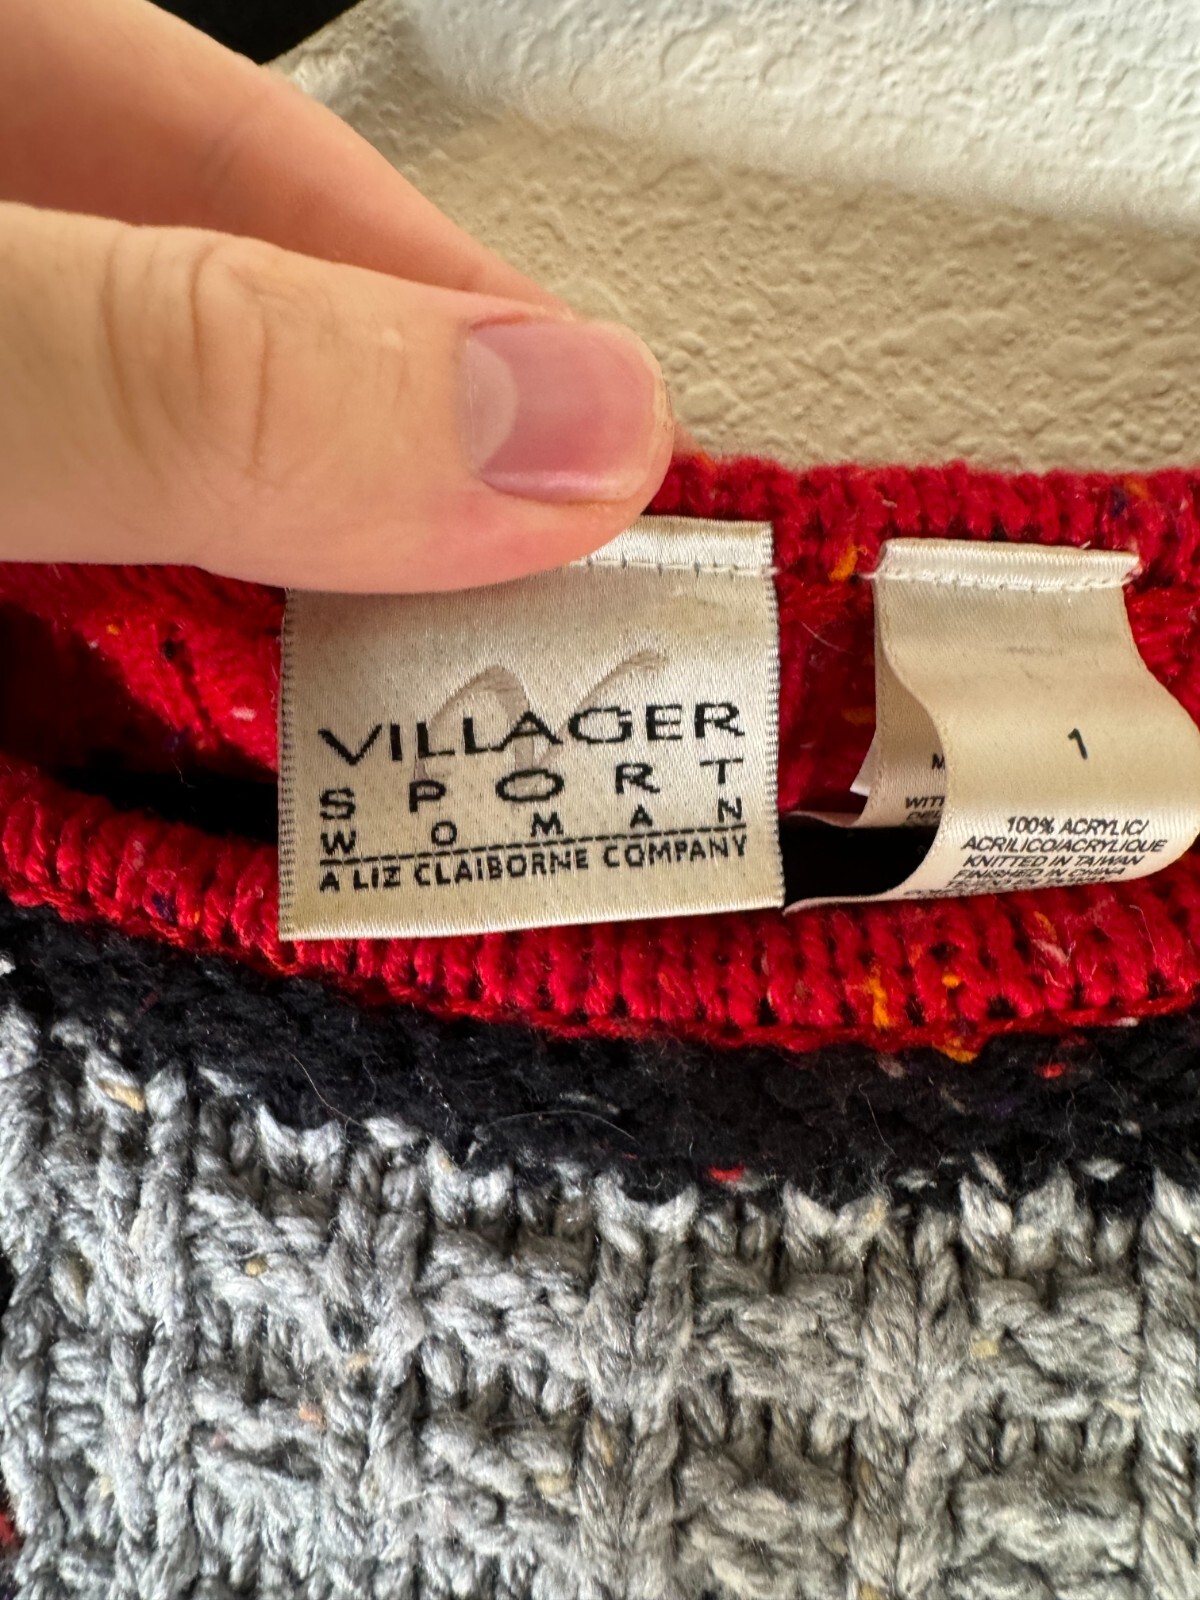 VILLAGER
SPORT
WOMAN
A LIZ CLAIBORNE COMPANY
1
100% ACRYLIC/
ACRILICO/ACRYLIQUE
KNITTED IN TAIWAN
FINISHED IN CHINA